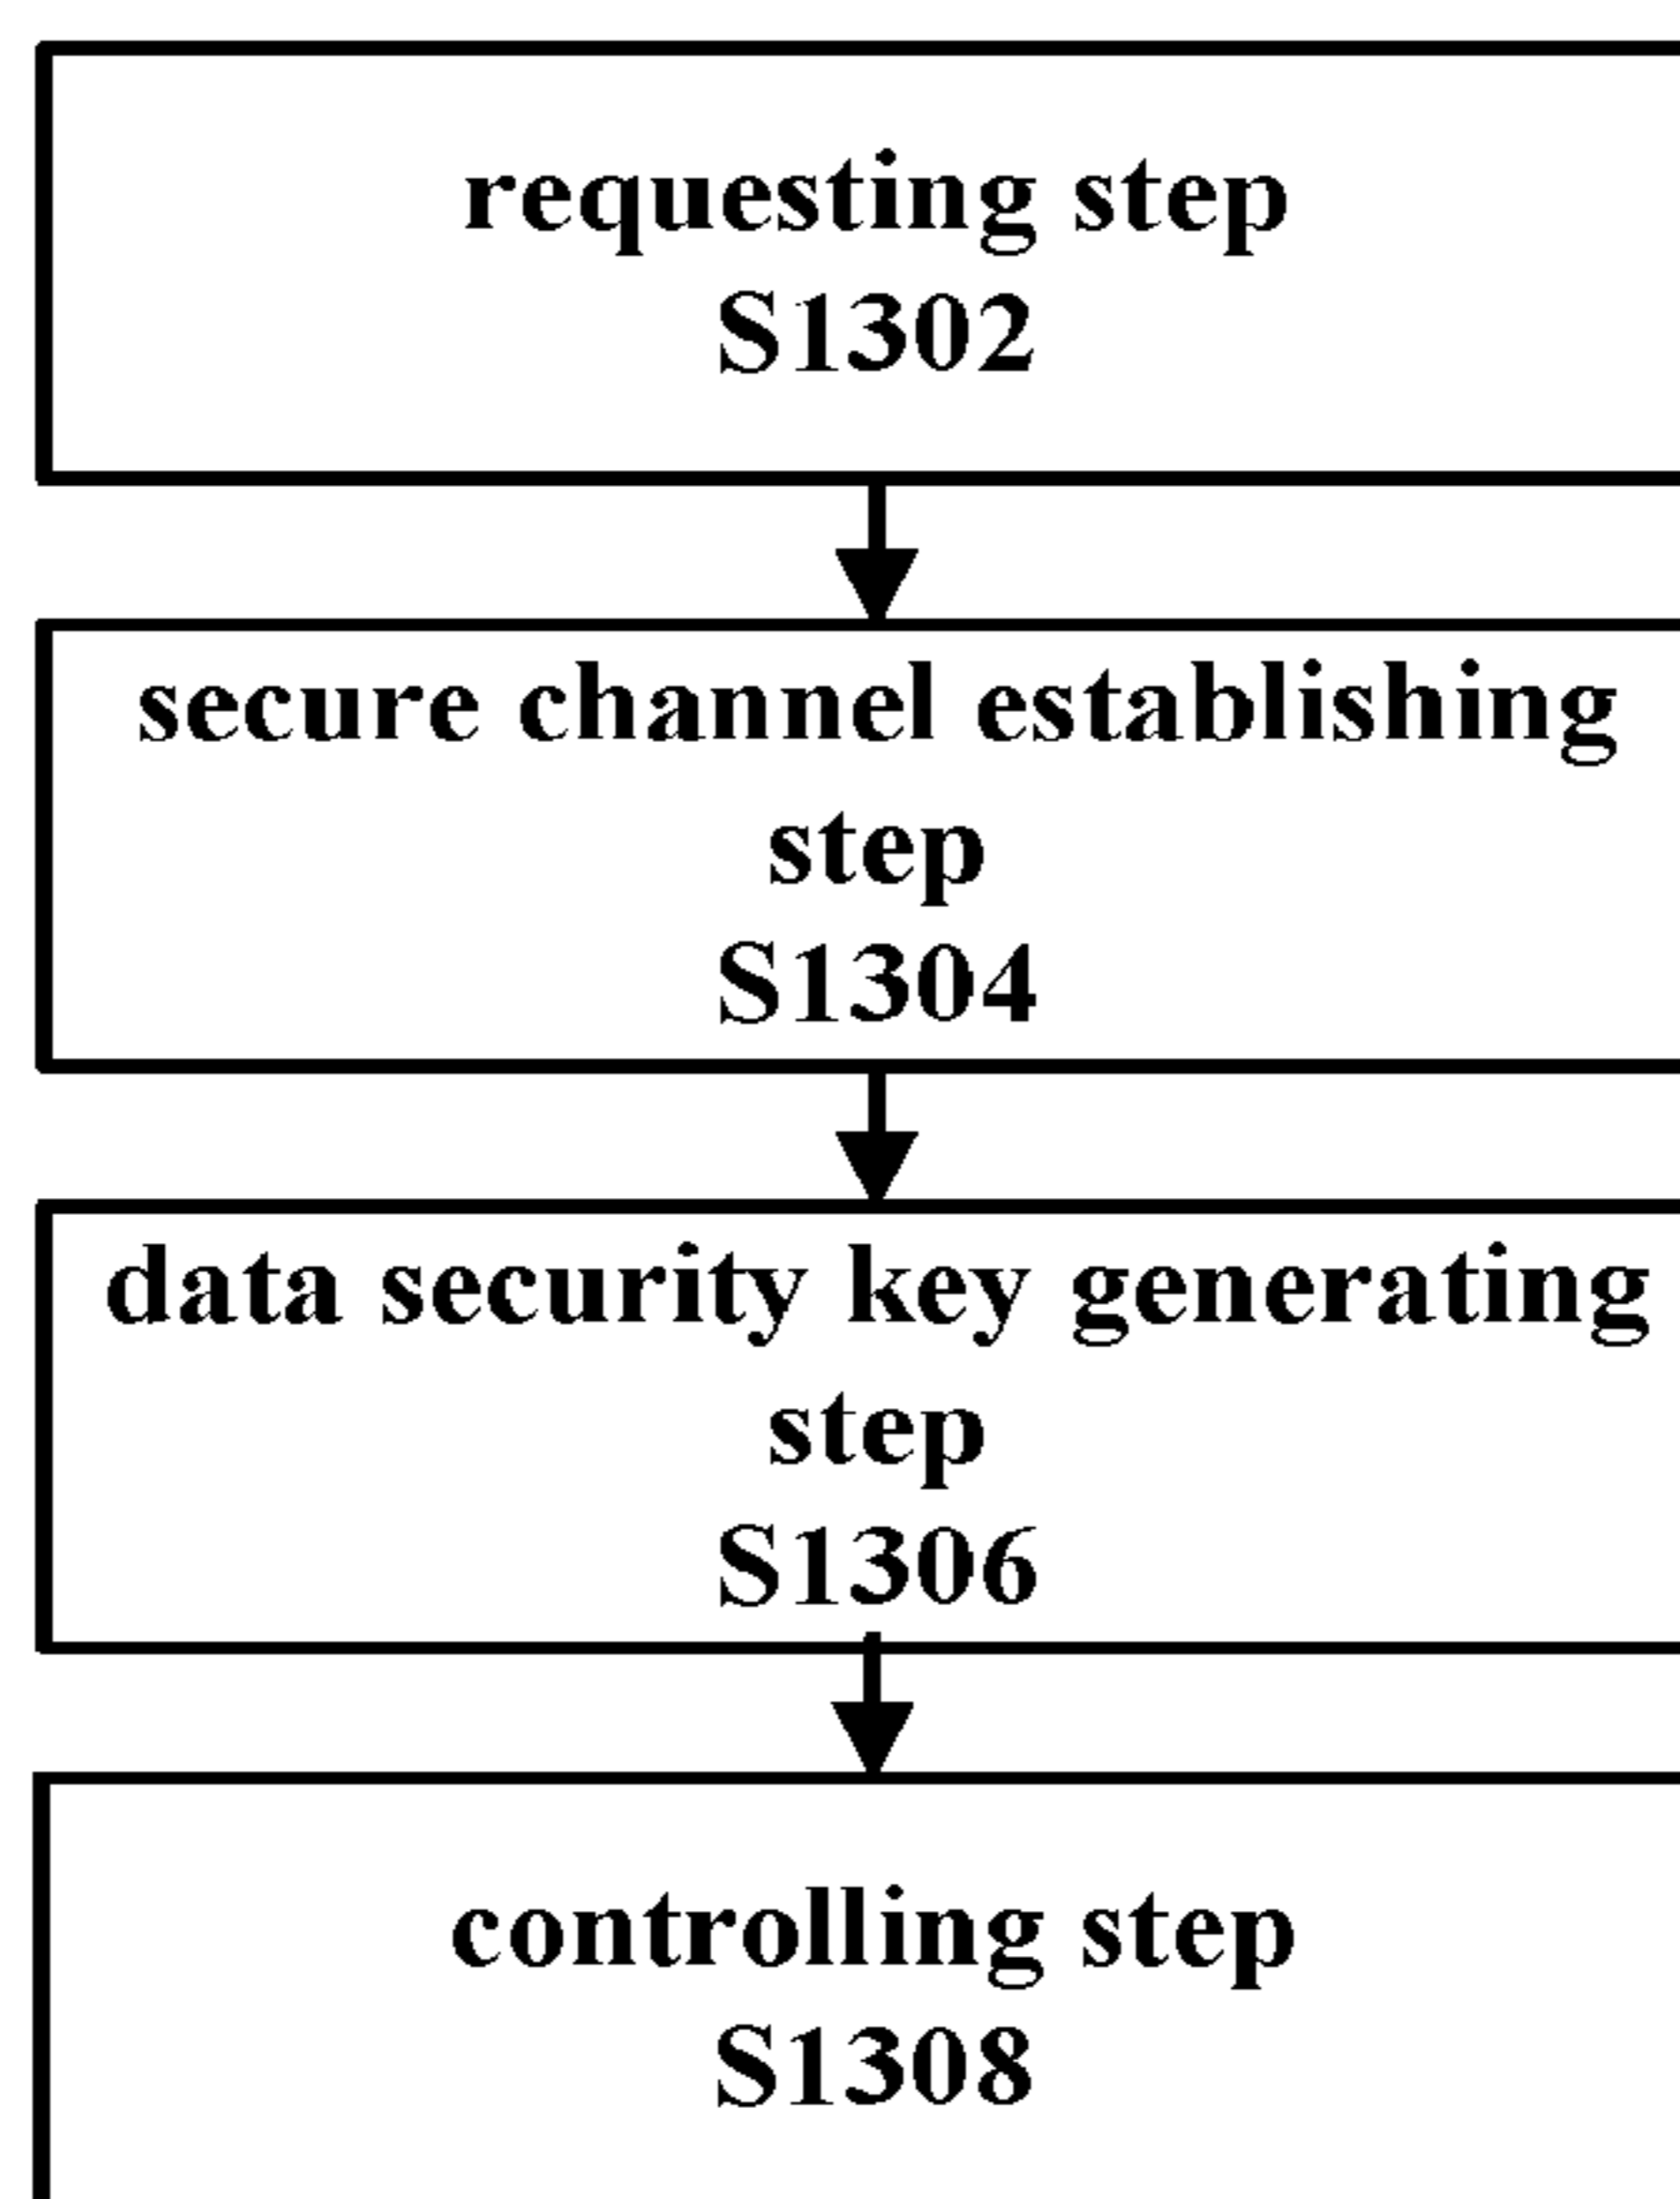 requesting step
S1302
secure channel establishing
step
S1304
data security key generating
step
S1306
controlling step
S1308